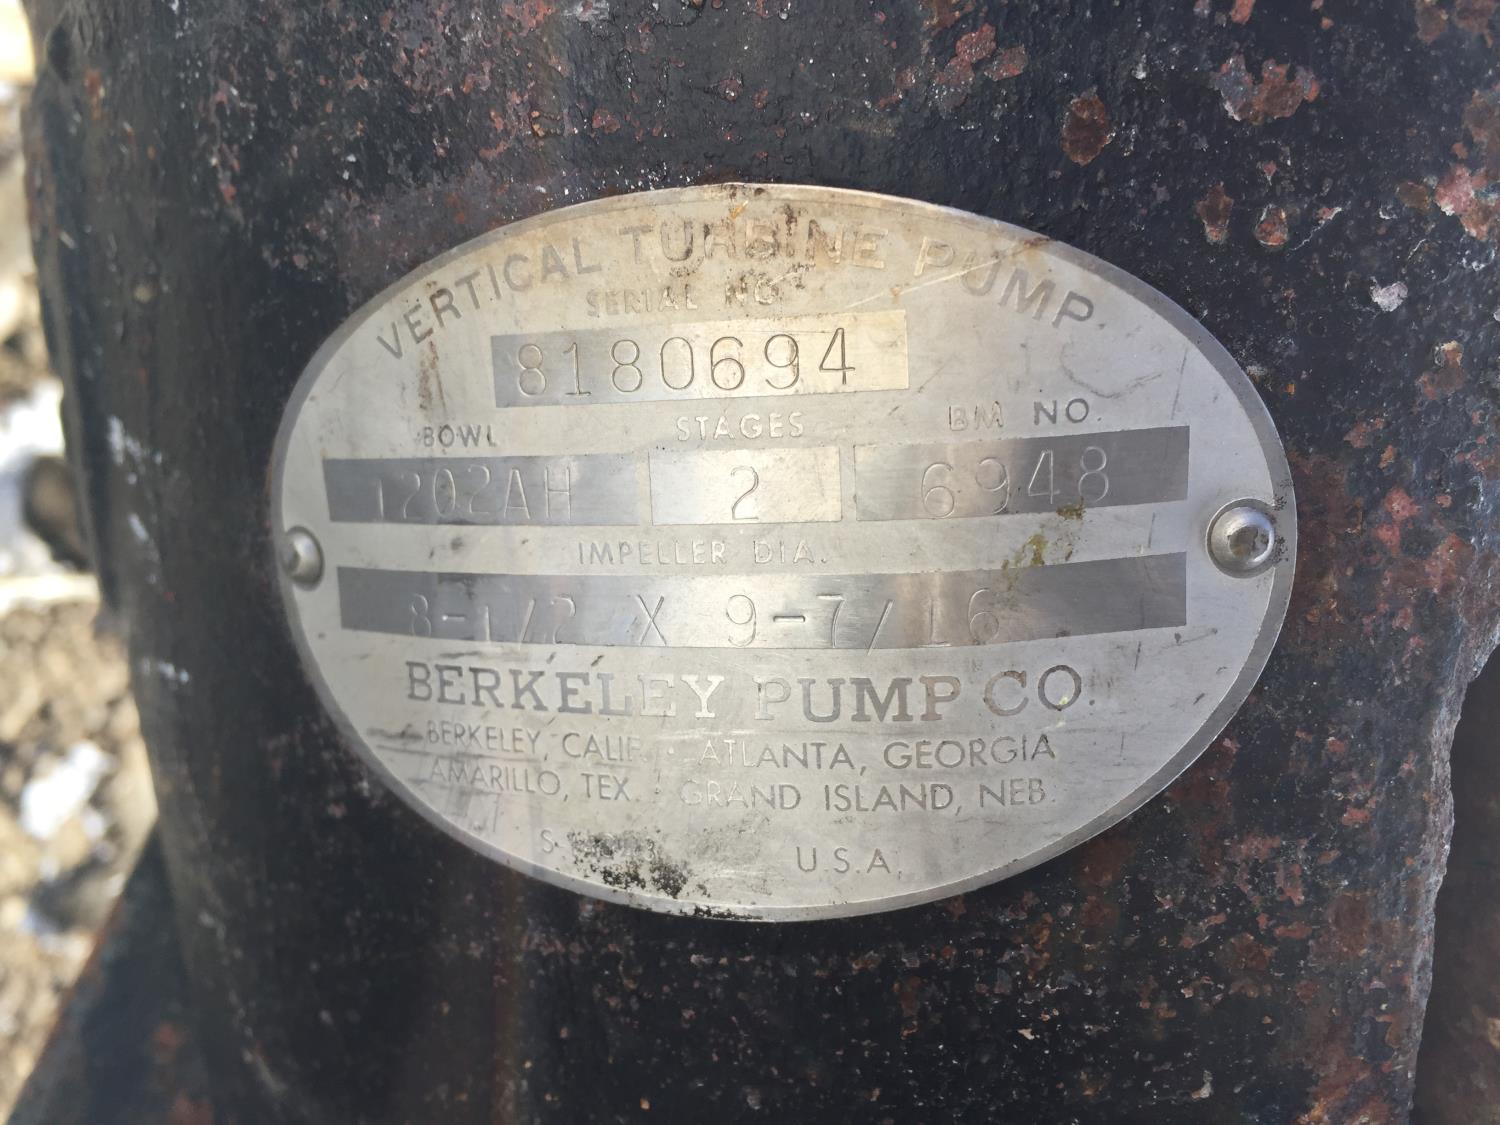 VERTICAL TURBINE PUMP
SERIAL NO.
8180694
BOWL STAGES BM NO.
1202AH 2 6948
IMPELLER DIA.
8-1/2 X 9-7/16
BERKELEY PUMP CO.
BERKELEY, CALIF. · ATLANTA, GEORGIA
AMARILLO, TEX. · GRAND ISLAND, NEB.
U.S.A.